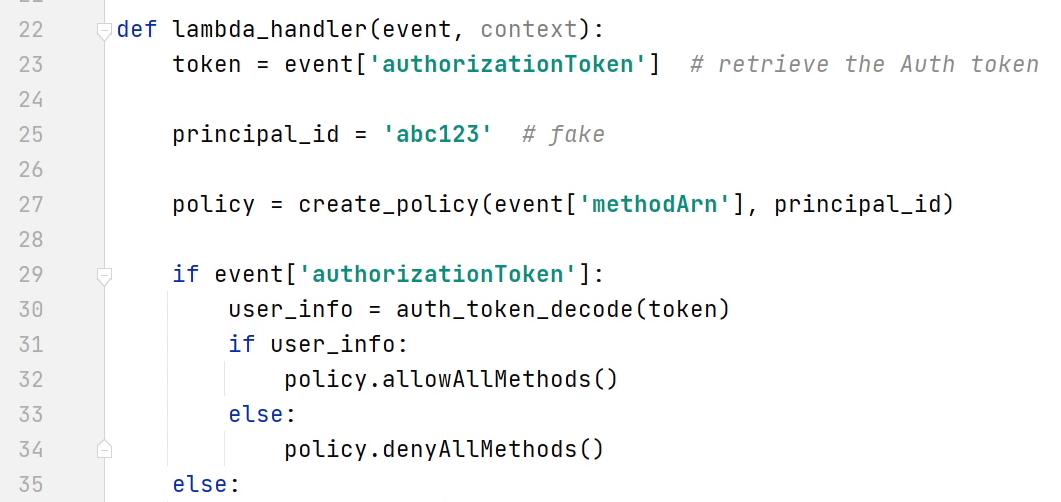 22 def lambda_handler(event, context):
23 token = event['authorizationToken']  # retrieve the Auth token
24
25 principal_id = 'abc123'  # fake
26
27 policy = create_policy(event['methodArn'], principal_id)
28
29 if event['authorizationToken']:
30 user_info = auth_token_decode(token)
31 if user_info:
32 policy.allowAllMethods()
33 else:
34 policy.denyAllMethods()
35 else: